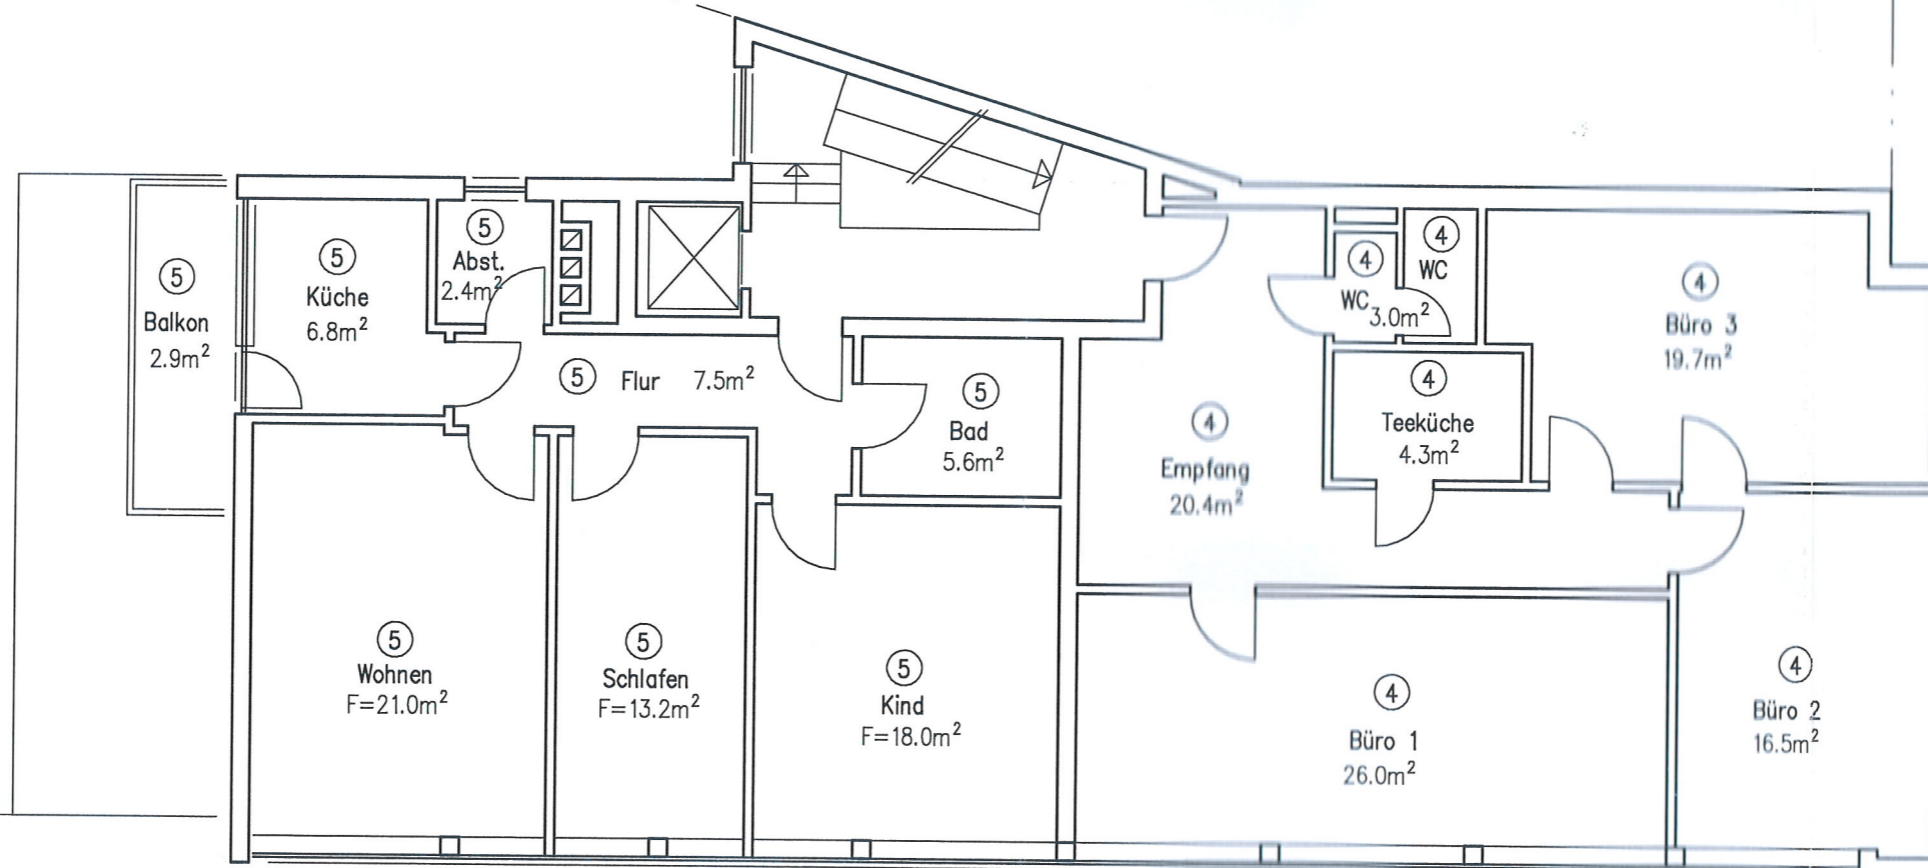 5
Balkon
2.9m²
5
Küche
6.8m²
5
Abst.
2.4m²
5 Flur 7.5m²
5
Bad
5.6m²
5
Wohnen
F=21.0m²
5
Schlafen
F=13.2m²
5
Kind
F=18.0m²
4
Empfang
20.4m²
4
WC
3.0m²
4
WC
4
Teeküche
4.3m²
4
Büro 3
19.7m²
4
Büro 1
26.0m²
4
Büro 2
16.5m²